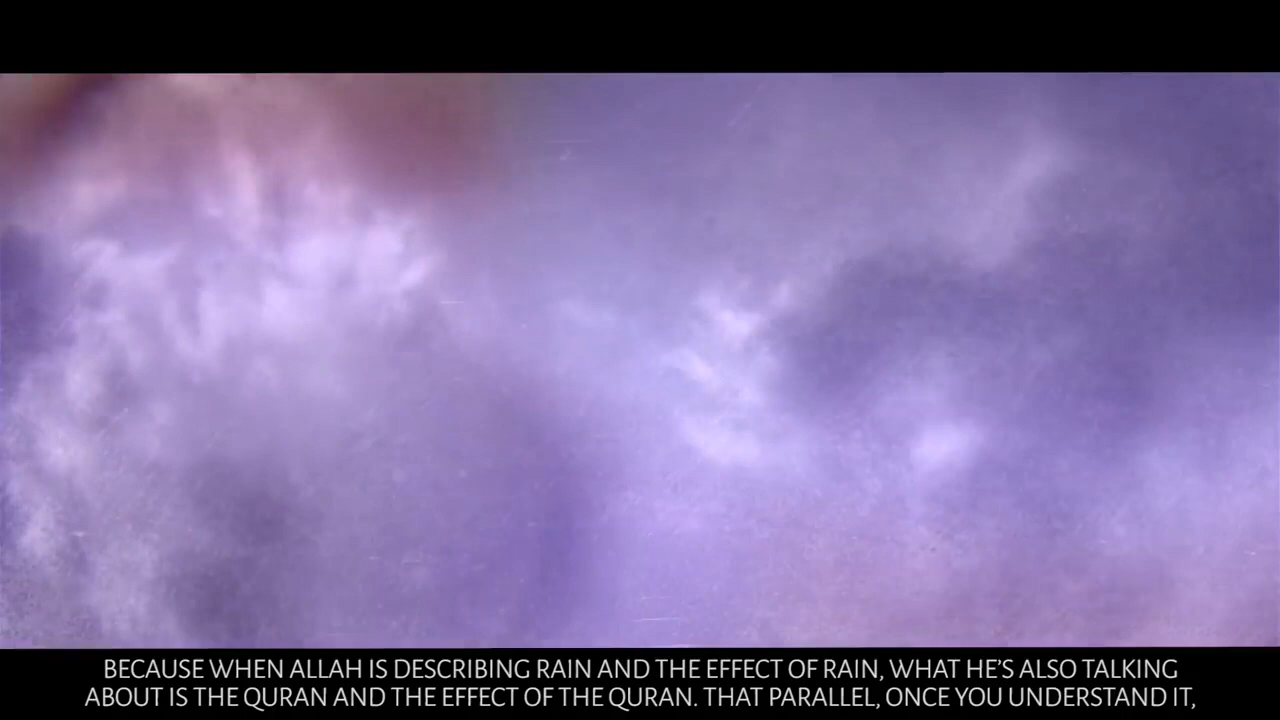 BECAUSE WHEN ALLAH IS DESCRIBING RAIN AND THE EFFECT OF RAIN, WHAT HE'S ALSO TALKING
ABOUT IS THE QURAN AND THE EFFECT OF THE QURAN. THAT PARALLEL, ONCE YOU UNDERSTAND IT,